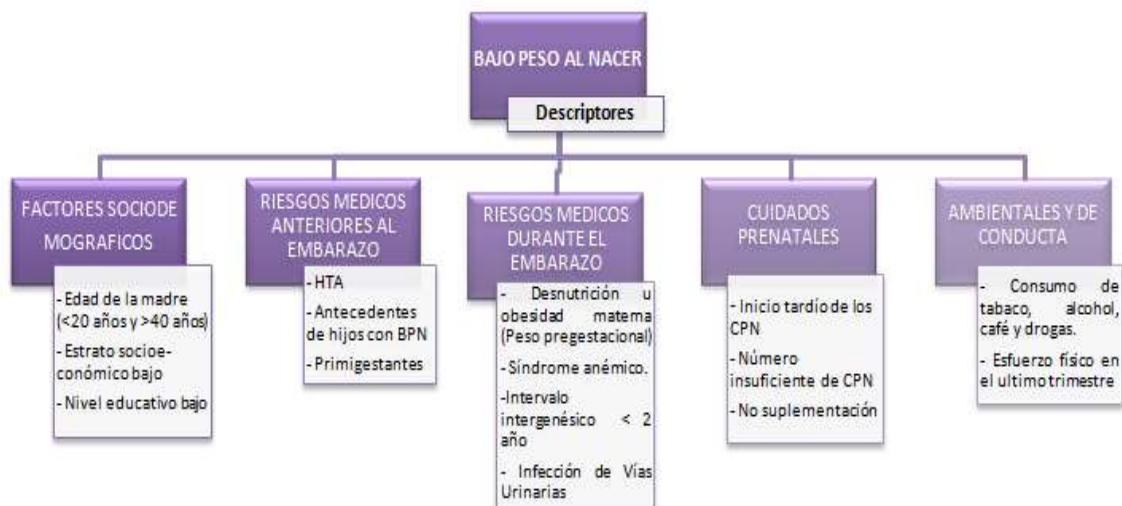 BAJO PESO AL NACER
Descriptores
FACTORES SOCIODE
MOGRAFICOS
- Edad de la madre
(<20 años y >40 años)
- Estrato socioe-
conómico bajo
- Nivel educativo bajo
RIESGOS MEDICOS
ANTERIORES AL
EMBARAZO
- HTA
- Antecedentes
de hijos con BPN
- Primigestantes
RIESGOS MEDICOS
DURANTE EL
EMBARAZO
- Desnutrición u
obesidad materna
(Peso pregestacional)
- Síndrome anémico.
-Intervalo
intergenésico < 2
año
- Infección de Vías
Urinarias
CUIDADOS
PRENATALES
- Inicio tardío de los
CPN
- Número
insuficiente de CPN
- No suplementación
AMBIENTALES Y DE
CONDUCTA
- Consumo de
tabaco, alcohol,
café y drogas.
- Esfuerzo físico en
el ultimo trimestre